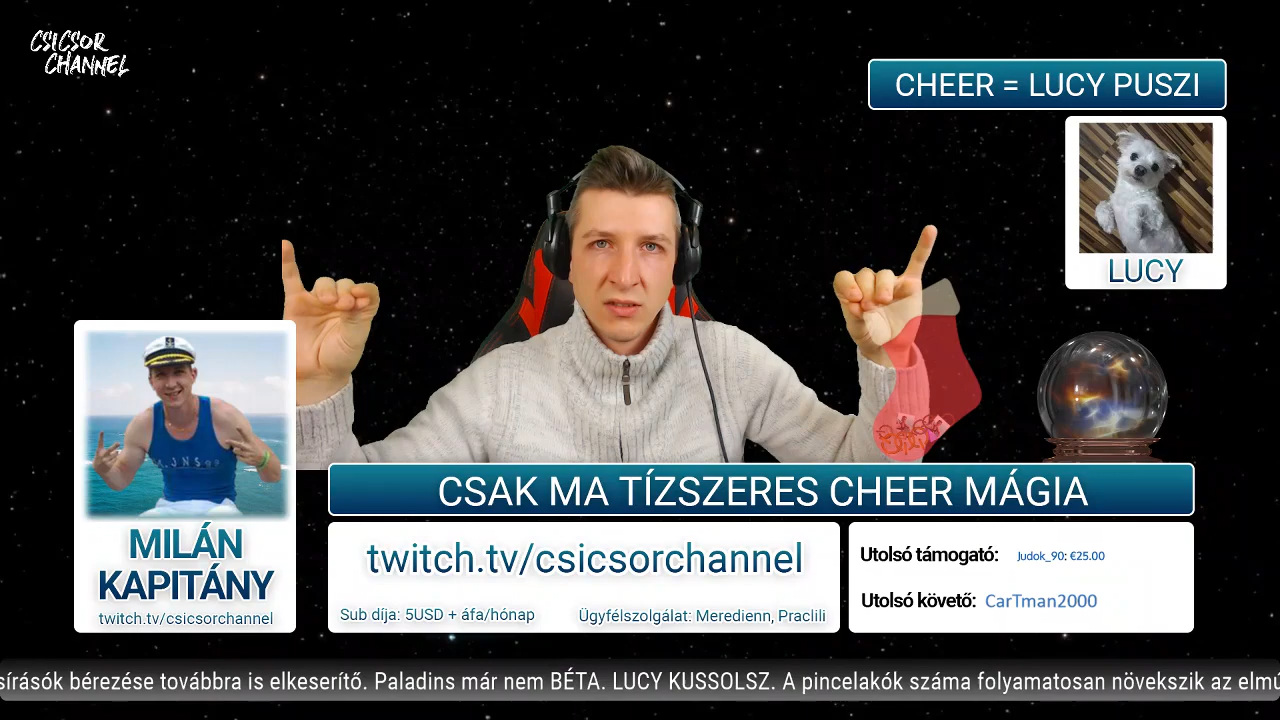 CSICSOR
CHANNEL
CHEER = LUCY PUSZI
LUCY
MILÁN
KAPITÁNY
twitch.tv/csicsorchannel
CSAK MA TÍZSZERES CHEER MÁGIA
twitch.tv/csicsorchannel
Sub díja: 5USD + áfa/hónap
Ügyfélszolgálat: Meredienn, Praclili
Utolsó támogató: Judok_90: €25.00
Utolsó követő: CarTman2000
sírásók bérezése továbbra is elkeserítő. Paladins már nem BÉTA. LUCY KUSSOLSZ. A pincelakók száma folyamatosan növekszik az elmú